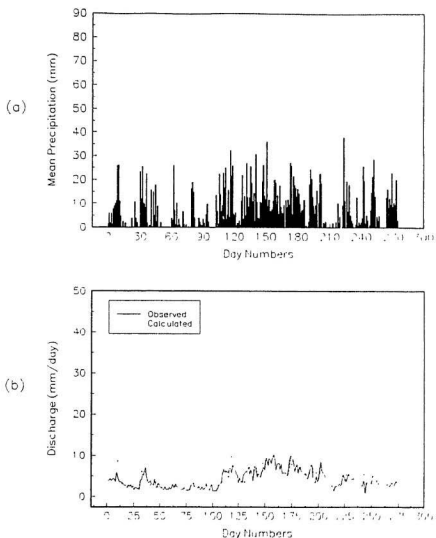 (a)
Mean Precipitation (mm)
90
80
70
60
50
40
30
20
10
0
30 60 90 120 150 180 210
Day Numbers
(b)
Discharge (mm/day)
50
40
30
20
10
0
Observed
Calculated
0 25 50 75 100 125 150 175
Day Numbers